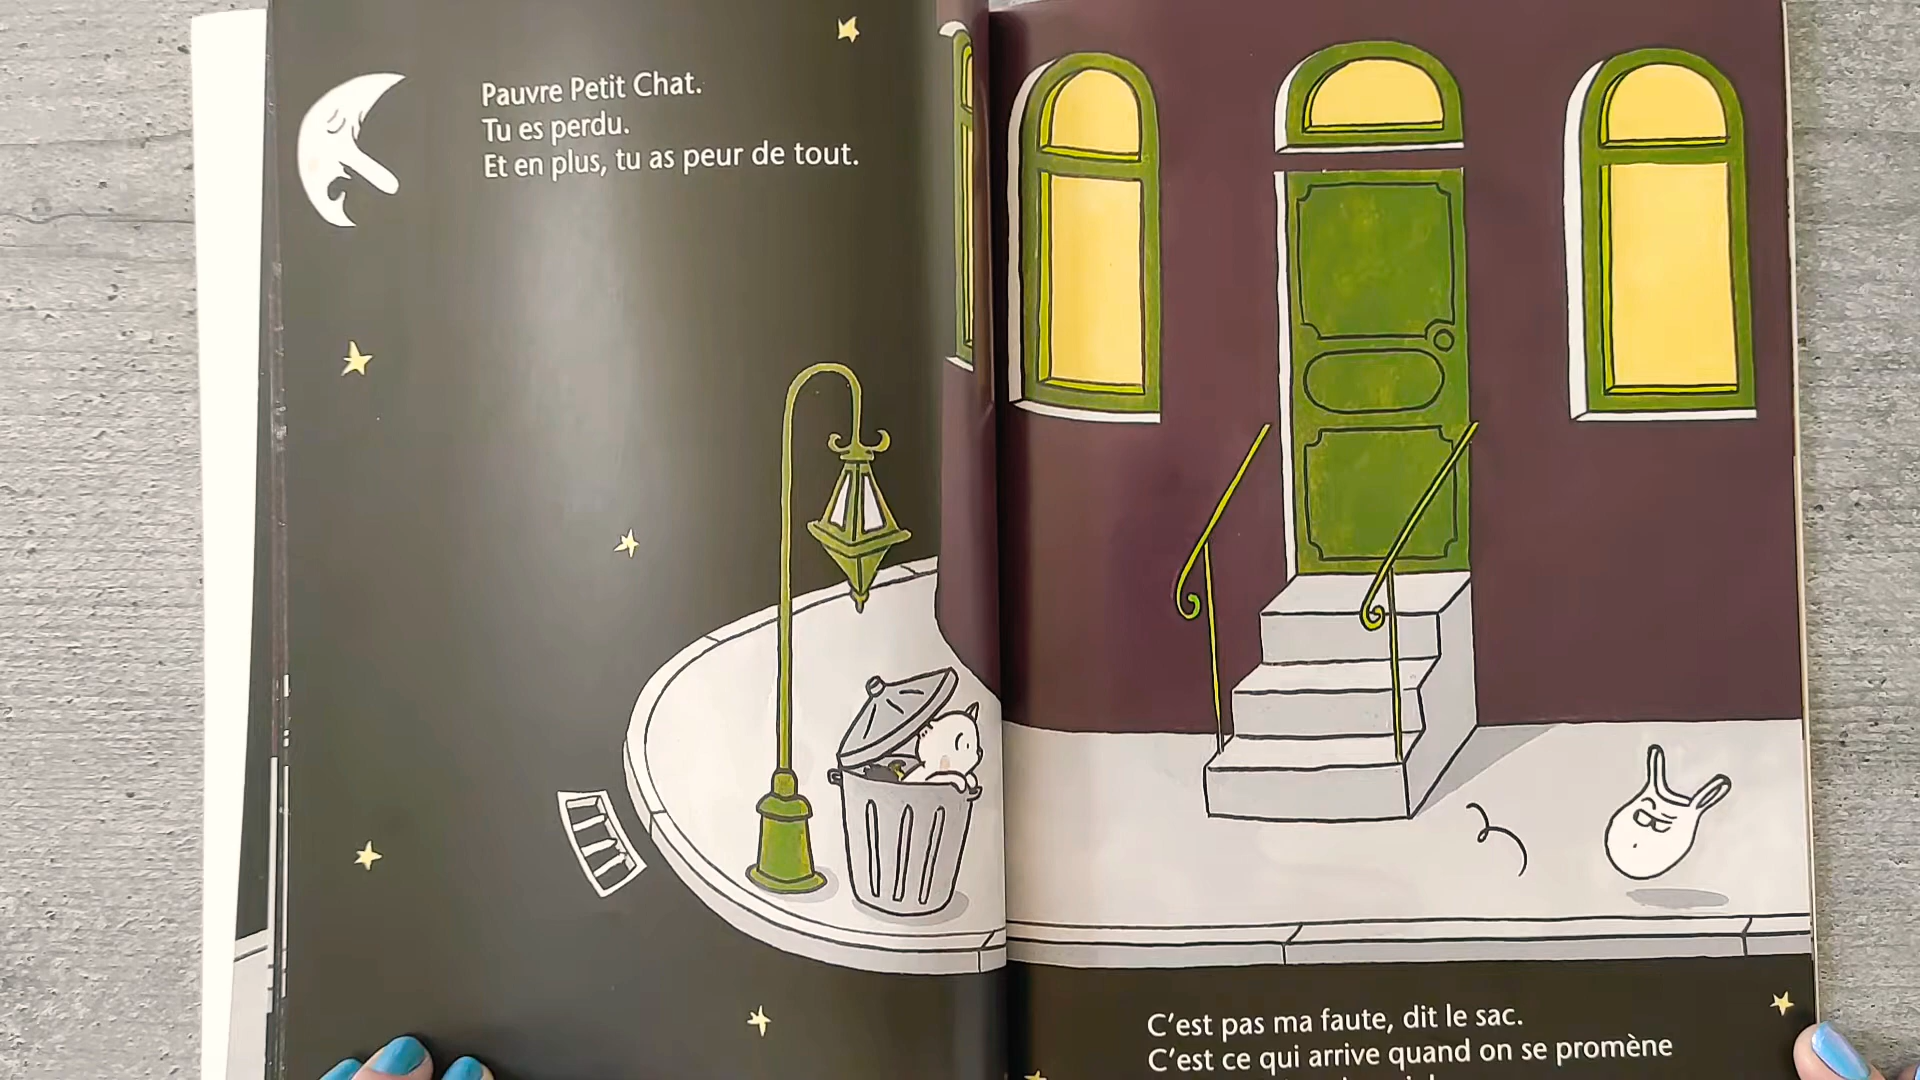 Pauvre Petit Chat.
Tu es perdu.
Et en plus, tu as peur de tout.
C'est pas ma faute, dit le sac.
C'est ce qui arrive quand on se promène